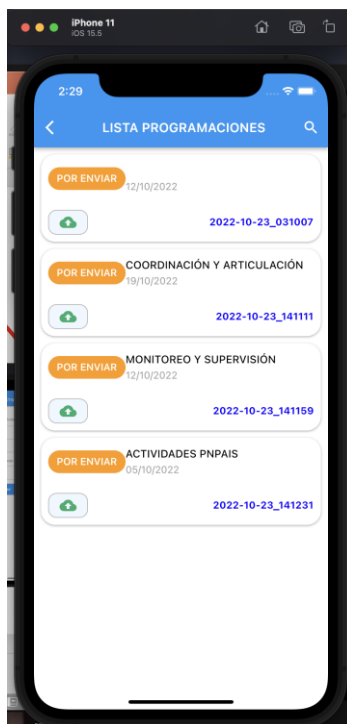 iPhone 11
iOS 15.5
2:29
LISTA PROGRAMACIONES
POR ENVIAR
12/10/2022
2022-10-23_031007
POR ENVIAR
COORDINACIÓN Y ARTICULACIÓN
19/10/2022
2022-10-23_141111
POR ENVIAR
MONITOREO Y SUPERVISIÓN
12/10/2022
2022-10-23_141159
POR ENVIAR
ACTIVIDADES PNPAIS
05/10/2022
2022-10-23_141231